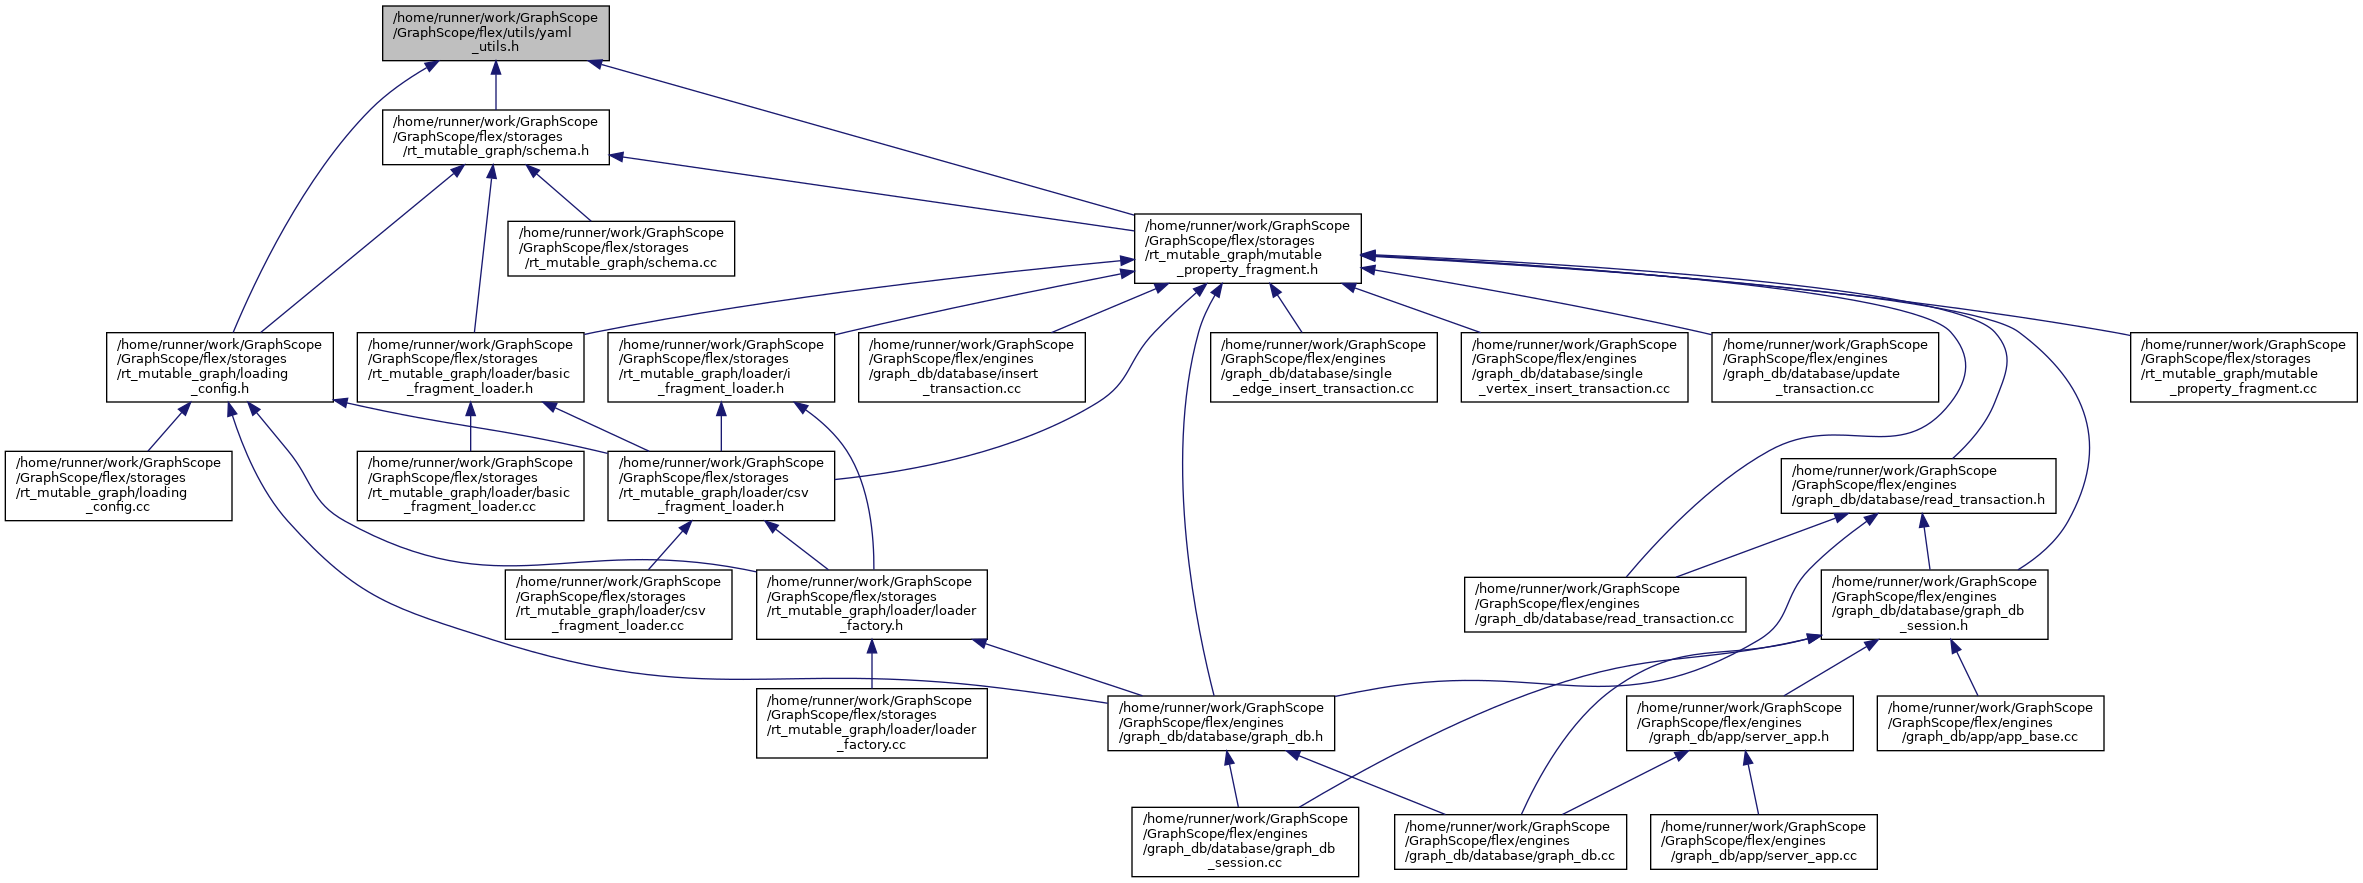 /home/runner/work/GraphScope
/GraphScope/flex/utils/yaml
_utils.h
/home/runner/work/GraphScope
/GraphScope/flex/storages
/rt_mutable_graph/schema.h
/home/runner/work/GraphScope
/GraphScope/flex/storages
/rt_mutable_graph/schema.cc
/home/runner/work/GraphScope
/GraphScope/flex/storages
/rt_mutable_graph/mutable
_property_fragment.h
/home/runner/work/GraphScope
/GraphScope/flex/storages
/rt_mutable_graph/loading
_config.h
/home/runner/work/GraphScope
/GraphScope/flex/storages
/rt_mutable_graph/loader/basic
_fragment_loader.h
/home/runner/work/GraphScope
/GraphScope/flex/storages
/rt_mutable_graph/loader/i
_fragment_loader.h
/home/runner/work/GraphScope
/GraphScope/flex/engines
/graph_db/database/insert
_transaction.cc
/home/runner/work/GraphScope
/GraphScope/flex/engines
/graph_db/database/single
_edge_insert_transaction.cc
/home/runner/work/GraphScope
/GraphScope/flex/engines
/graph_db/database/single
_vertex_insert_transaction.cc
/home/runner/work/GraphScope
/GraphScope/flex/engines
/graph_db/database/update
_transaction.cc
/home/runner/work/GraphScope
/GraphScope/flex/storages
/rt_mutable_graph/mutable
_property_fragment.cc
/home/runner/work/GraphScope
/GraphScope/flex/storages
/rt_mutable_graph/loading
_config.cc
/home/runner/work/GraphScope
/GraphScope/flex/storages
/rt_mutable_graph/loader/basic
_fragment_loader.cc
/home/runner/work/GraphScope
/GraphScope/flex/storages
/rt_mutable_graph/loader/csv
_fragment_loader.h
/home/runner/work/GraphScope
/GraphScope/flex/engines
/graph_db/database/read_transaction.h
/home/runner/work/GraphScope
/GraphScope/flex/storages
/rt_mutable_graph/loader/csv
_fragment_loader.cc
/home/runner/work/GraphScope
/GraphScope/flex/storages
/rt_mutable_graph/loader/loader
_factory.h
/home/runner/work/GraphScope
/GraphScope/flex/engines
/graph_db/database/read_transaction.cc
/home/runner/work/GraphScope
/GraphScope/flex/engines
/graph_db/database/graph_db
_session.h
/home/runner/work/GraphScope
/GraphScope/flex/storages
/rt_mutable_graph/loader/loader
_factory.cc
/home/runner/work/GraphScope
/GraphScope/flex/engines
/graph_db/database/graph_db.h
/home/runner/work/GraphScope
/GraphScope/flex/engines
/graph_db/app/server_app.h
/home/runner/work/GraphScope
/GraphScope/flex/engines
/graph_db/app/app_base.cc
/home/runner/work/GraphScope
/GraphScope/flex/engines
/graph_db/database/graph_db
_session.cc
/home/runner/work/GraphScope
/GraphScope/flex/engines
/graph_db/database/graph_db.cc
/home/runner/work/GraphScope
/GraphScope/flex/engines
/graph_db/app/server_app.cc